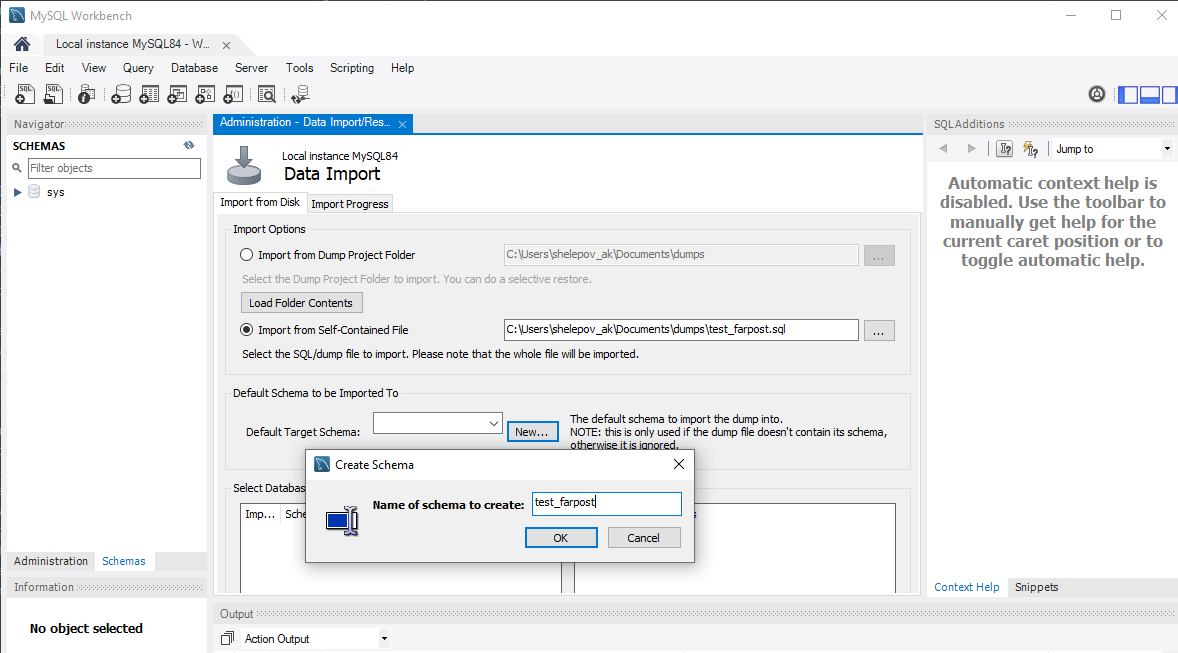 MySQL Workbench
Local instance MySQL84 - W...
File Edit View Query Database Server Tools Scripting Help
Navigator
SCHEMAS
Filter objects
sys
Administration - Data Import/Res...
Local instance MySQL84
Data Import
Import from Disk Import Progress
Import Options
Import from Dump Project Folder C:\Users\shelepov_ak\Documents\dumps ...
Select the Dump Project Folder to import. You can do a selective restore.
Load Folder Contents
Import from Self-Contained File C:\Users\shelepov_ak\Documents\dumps\test_farpost.sql ...
Select the SQL/dump file to import. Please note that the whole file will be imported.
Default Schema to be Imported To
Default Target Schema: New...
The default schema to import the dump into.
NOTE: this is only used if the dump file doesn't contain its schema,
otherwise it is ignored.
Create Schema
Name of schema to create: test_farpost
OK Cancel
Select Databas
Imp... Sche
SQLAdditions
Jump to
Automatic context help is
disabled. Use the toolbar to
manually get help for the
current caret position or to
toggle automatic help.
Context Help Snippets
Administration Schemas
Information
No object selected
Output
Action Output